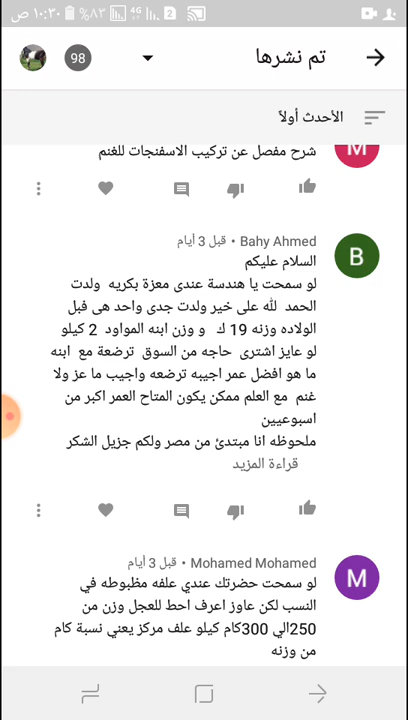 ١٠:٣٠ ص %٨٣ 4G 2
تم نشرها
98
الأحدث أولاً
M
شرح مفصل عن تركيب الاسفنجات للغنم
B
Bahy Ahmed • قبل 3 أيام
السلام عليكم
لو سمحت يا هندسة عندى معزة بكريه ولدت
الحمد لله على خير ولدت جدى واحد هى فبل
الولاده وزنه 19 ك و وزن ابنه المواود 2 كيلو
لو عايز اشترى حاجه من السوق ترضعة مع ابنه
ما هو افضل عمر اجيبه ترضعه واجيب ما عز ولا
غنم مع العلم ممكن يكون المتاح العمر اكبر من
اسبوعيين
ملحوظه انا مبتدئ من مصر ولكم جزيل الشكر
قراءة المزيد
M
Mohamed Mohamed • قبل 3 أيام
لو سمحت حضرتك عندي علفه مظبوطه في
النسب لكن عاوز اعرف احط للعجل وزن من
250الي 300كام كيلو علف مركز يعني نسبة كام
من وزنه